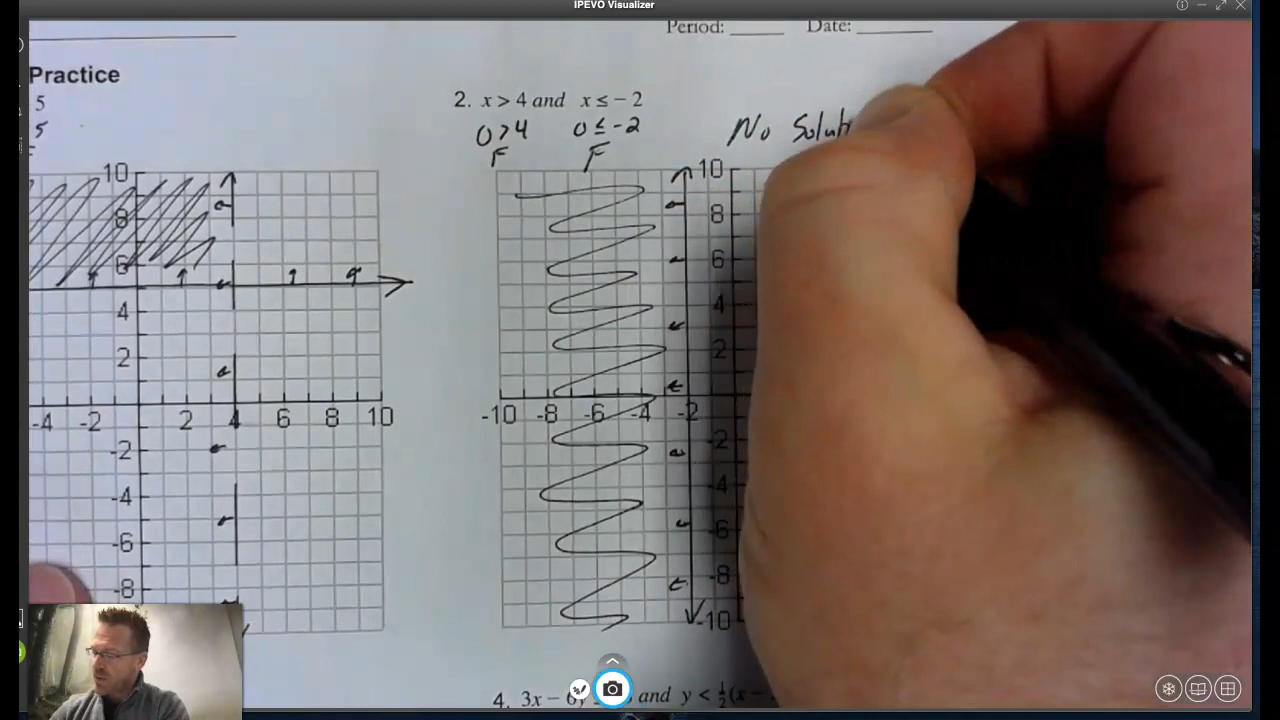 IPEVO Visualizer
Period: Date:
Practice
5
5
2. x > 4 and x ≤ - 2
0 > 4 0 ≤ -2
F F
No
10
8
6
4
2
-4 -2 2 4 6 8 10
-2
-4
-6
-8
10
8
6
4
2
-10 -8 -6 -4 -2
-2
-4
-6
-8
-10
4. 3x − 6y and y < ½(x −